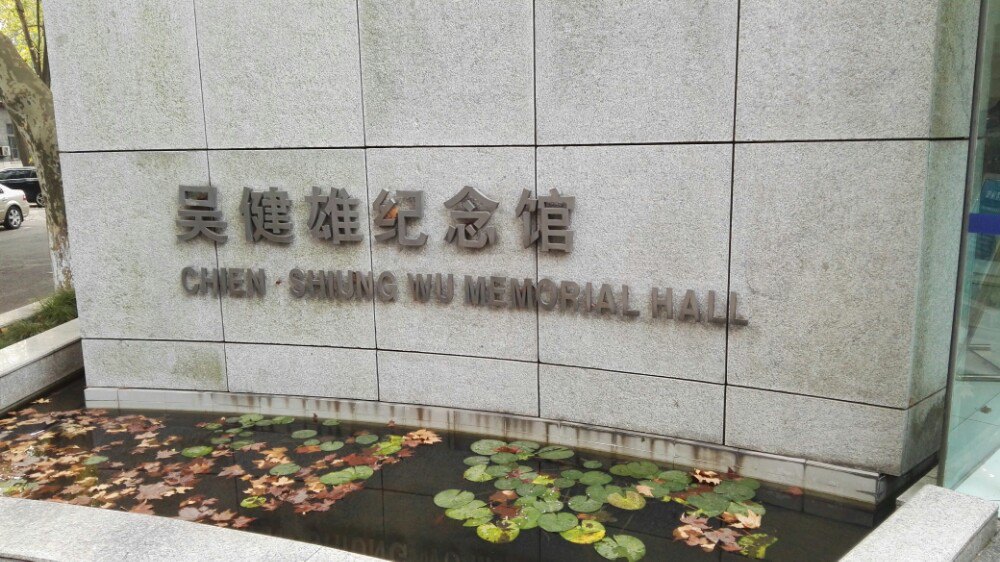 吴健雄纪念馆
CHIEN · SHIUNG WU MEMORIAL HALL